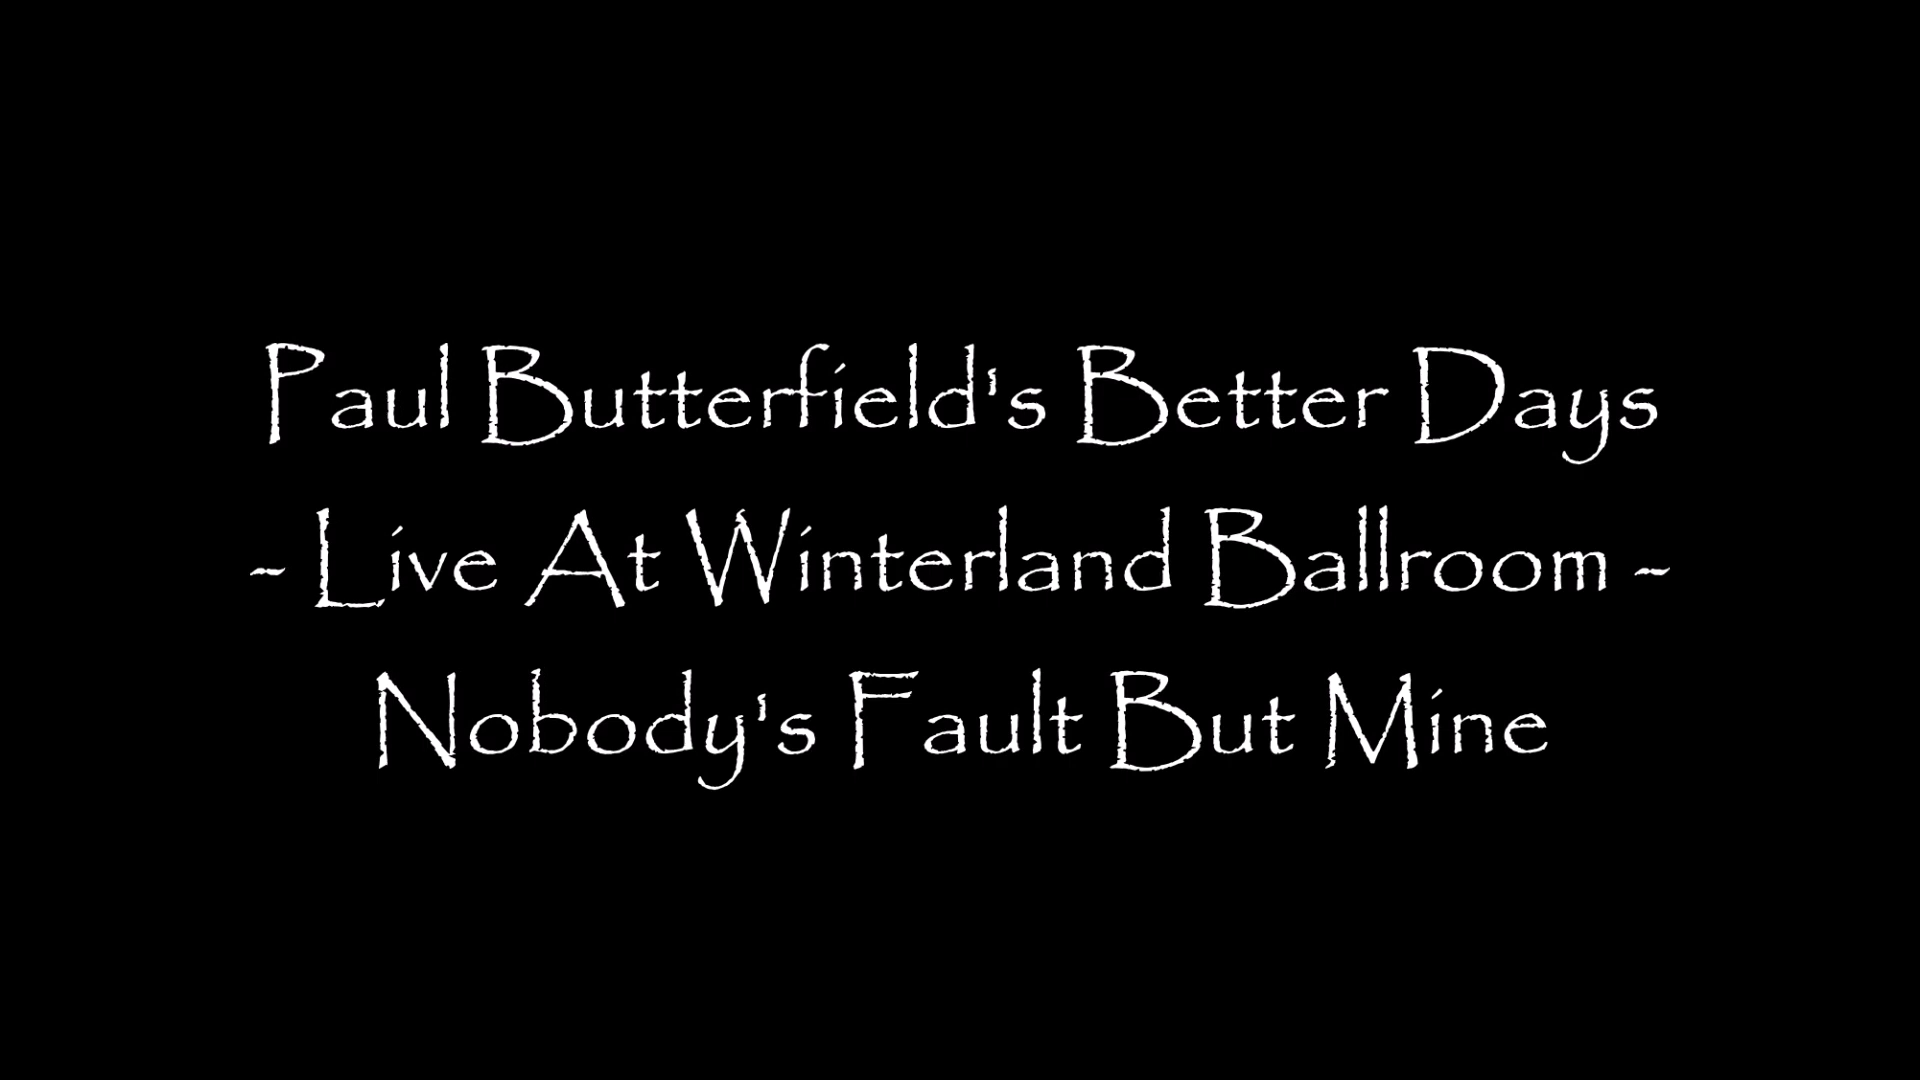 Paul Butterfield's Better Days
- Live At Winterland Ballroom -
Nobody's Fault But Mine